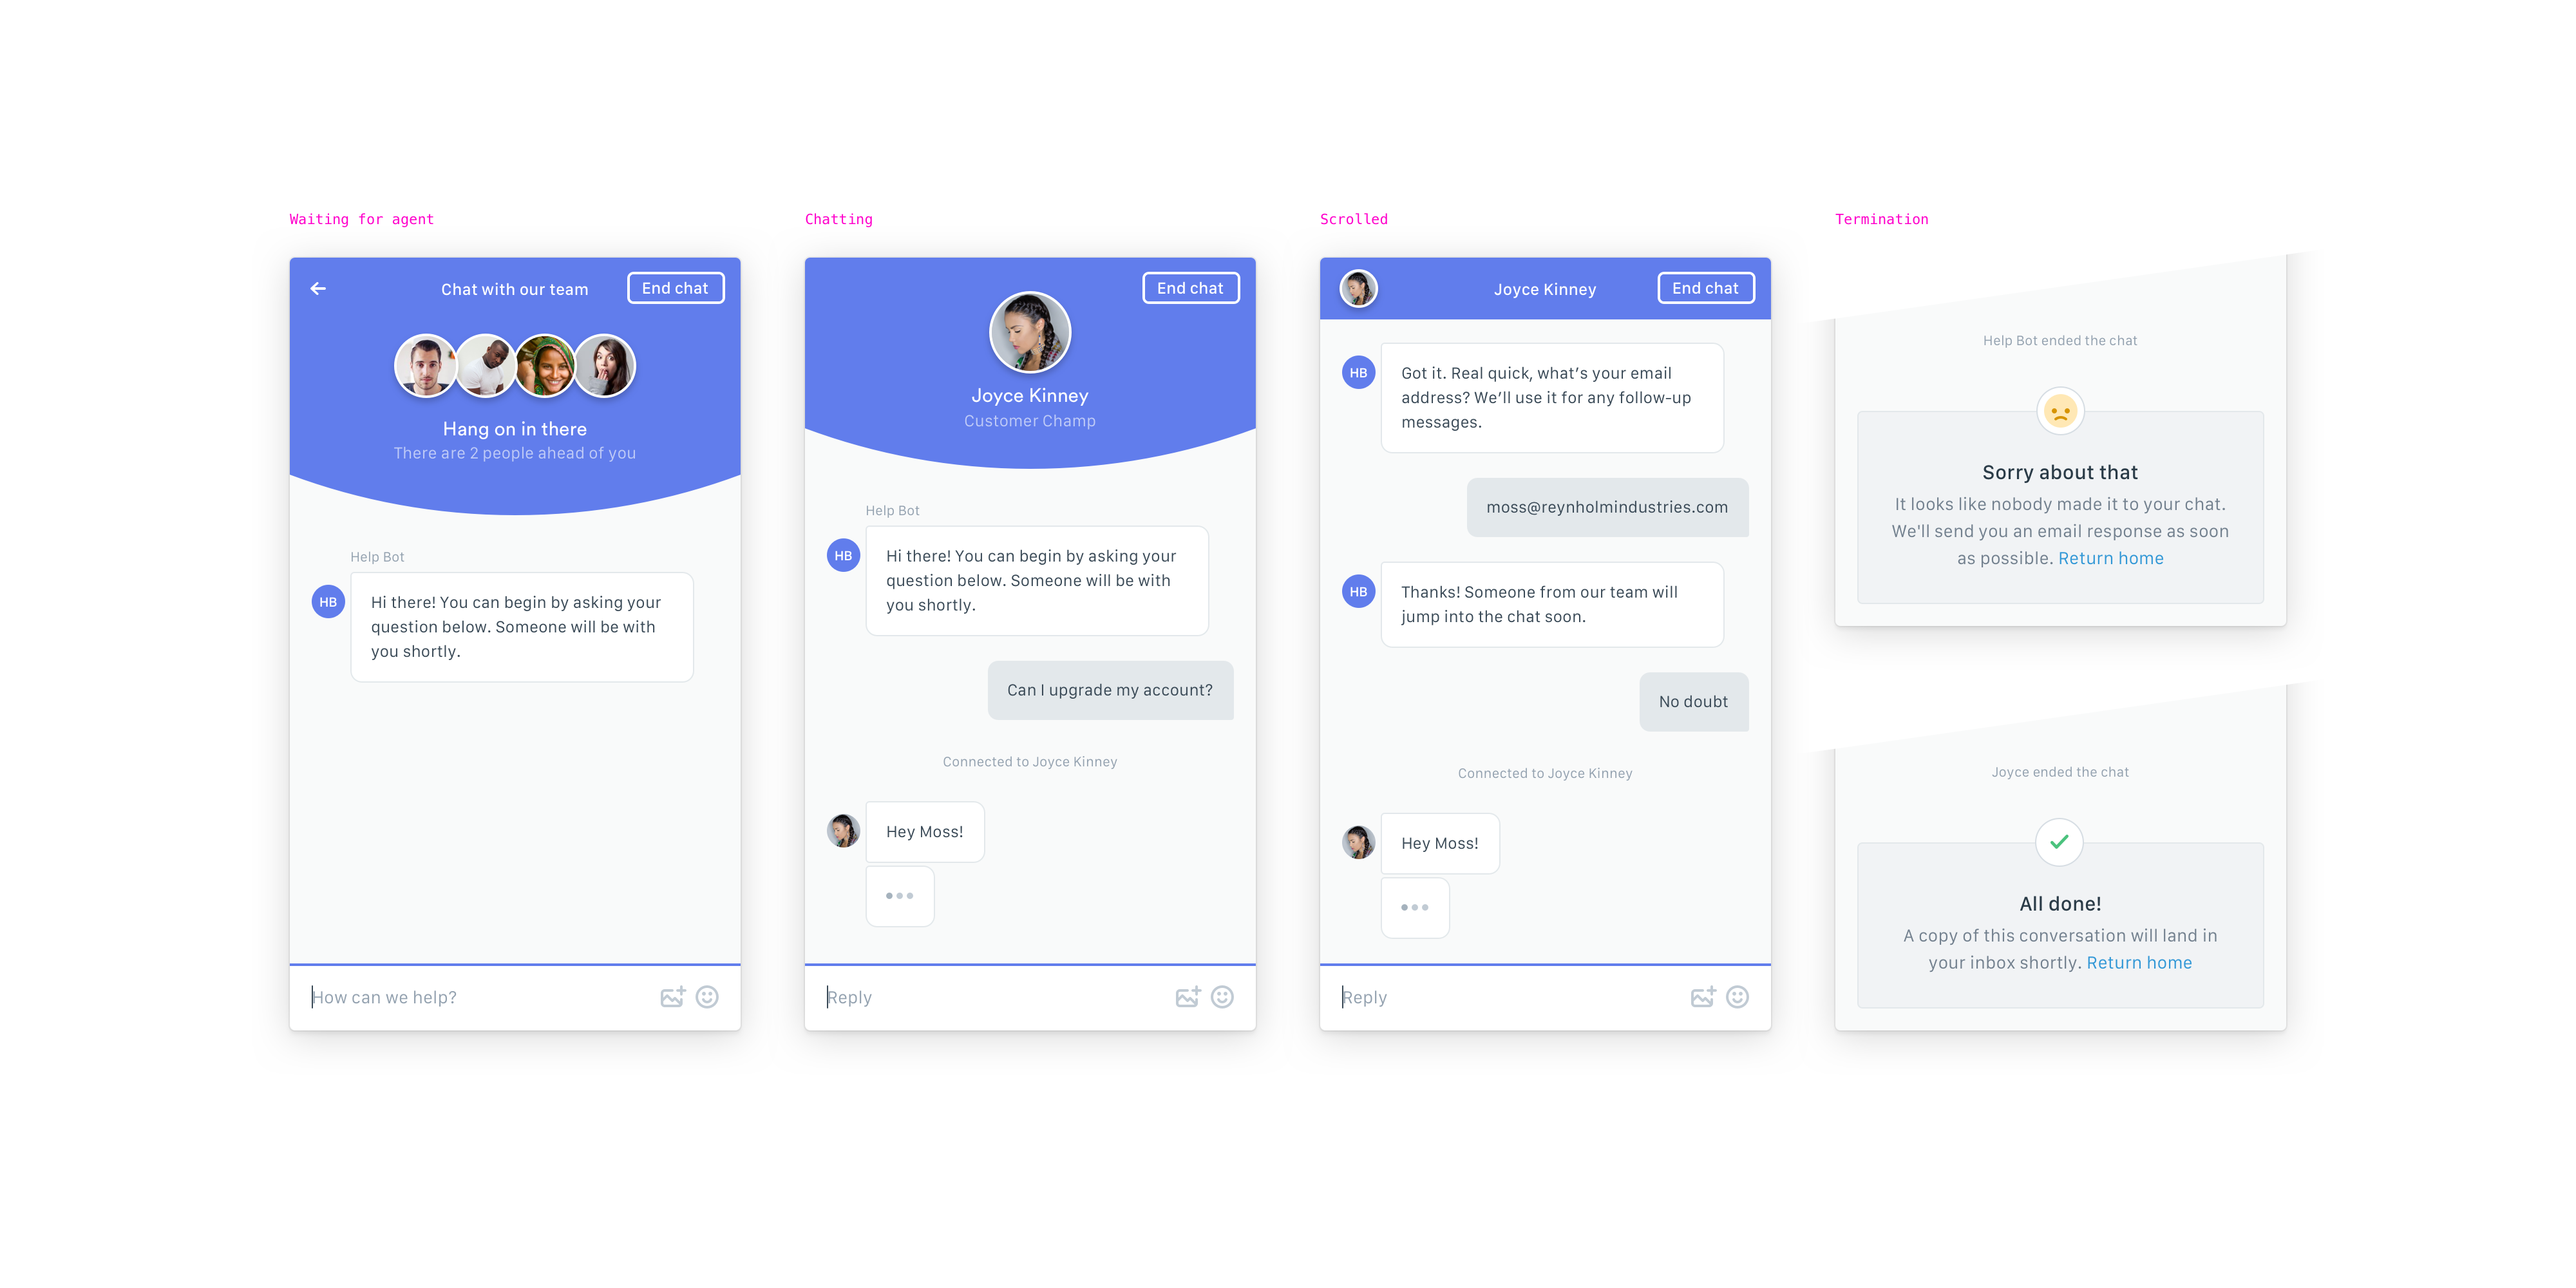 Waiting for agent
Chat with our team
End chat
Hang on in there
There are 2 people ahead of you
Help Bot
HB
Hi there! You can begin by asking your
question below. Someone will be with
you shortly.
How can we help?
Chatting
End chat
Joyce Kinney
Customer Champ
Help Bot
HB
Hi there! You can begin by asking your
question below. Someone will be with
you shortly.
Can I upgrade my account?
Connected to Joyce Kinney
Hey Moss!
Reply
Scrolled
Joyce Kinney
End chat
HB
Got it. Real quick, what’s your email
address? We’ll use it for any follow-up
messages.
moss@reynholmindustries.com
HB
Thanks! Someone from our team will
jump into the chat soon.
No doubt
Connected to Joyce Kinney
Hey Moss!
Reply
Termination
Help Bot ended the chat
Sorry about that
It looks like nobody made it to your chat.
We'll send you an email response as soon
as possible. Return home
Joyce ended the chat
All done!
A copy of this conversation will land in
your inbox shortly. Return home